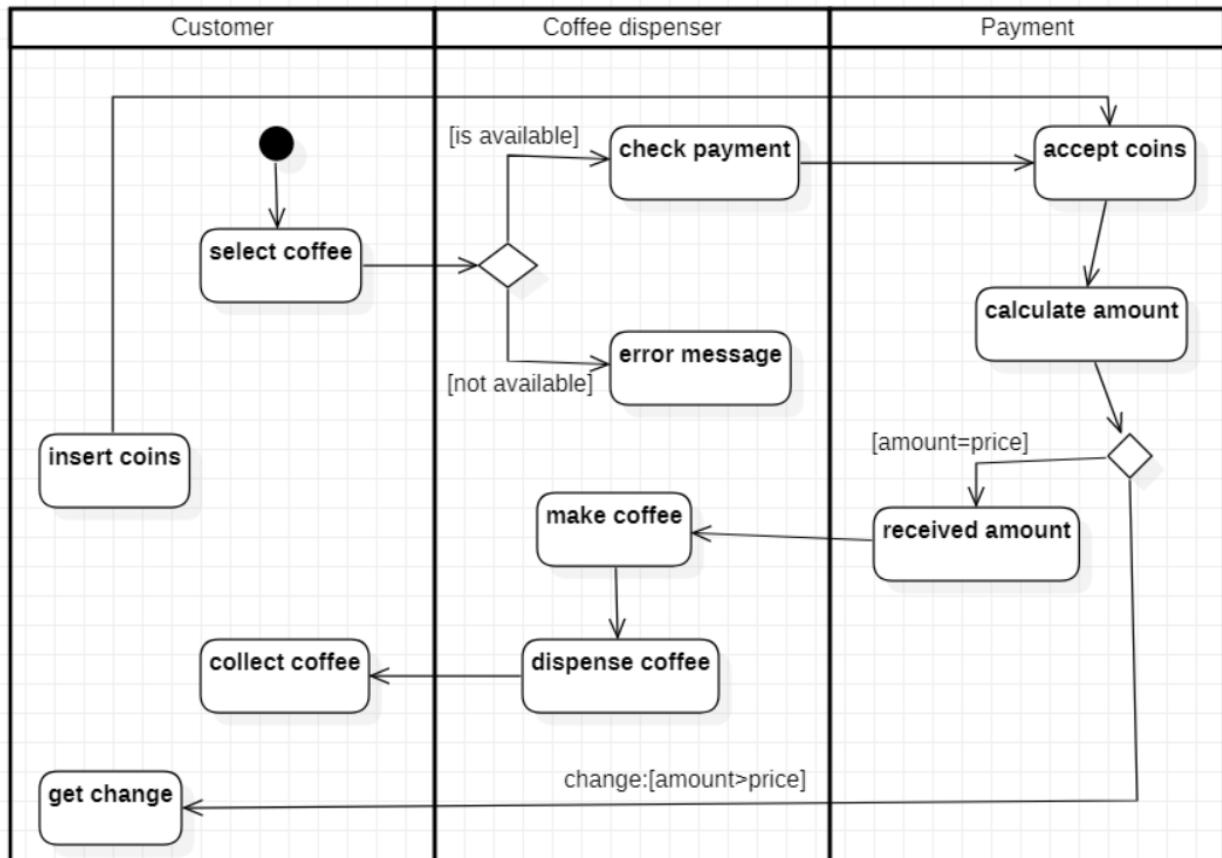 Customer
Coffee dispenser
Payment
[is available]
check payment
accept coins
select coffee
calculate amount
error message
[not available]
insert coins
[amount=price]
make coffee
received amount
collect coffee
dispense coffee
change:[amount>price]
get change